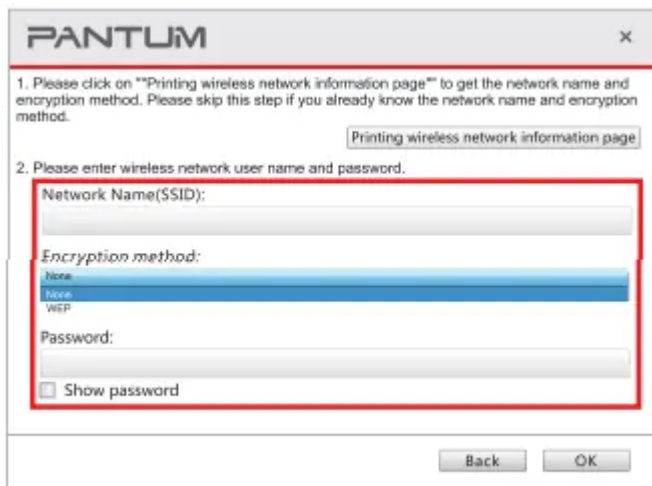 PANTUM
×
1. Please click on ""Printing wireless network information page"" to get the network name and
encryption method. Please skip this step if you already know the network name and encryption
method.
Printing wireless network information page
2. Please enter wireless network user name and password.
Network Name(SSID):
Encryption method:
None
None
WEP
Password:
Show password
Back OK